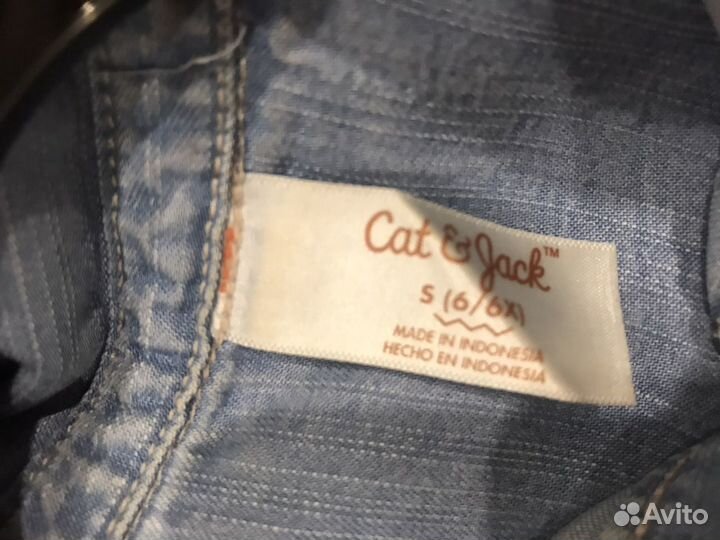 Cat & Jack™
S (6/6X)
MADE IN INDONESIA
HECHO EN INDONESIA
Avito